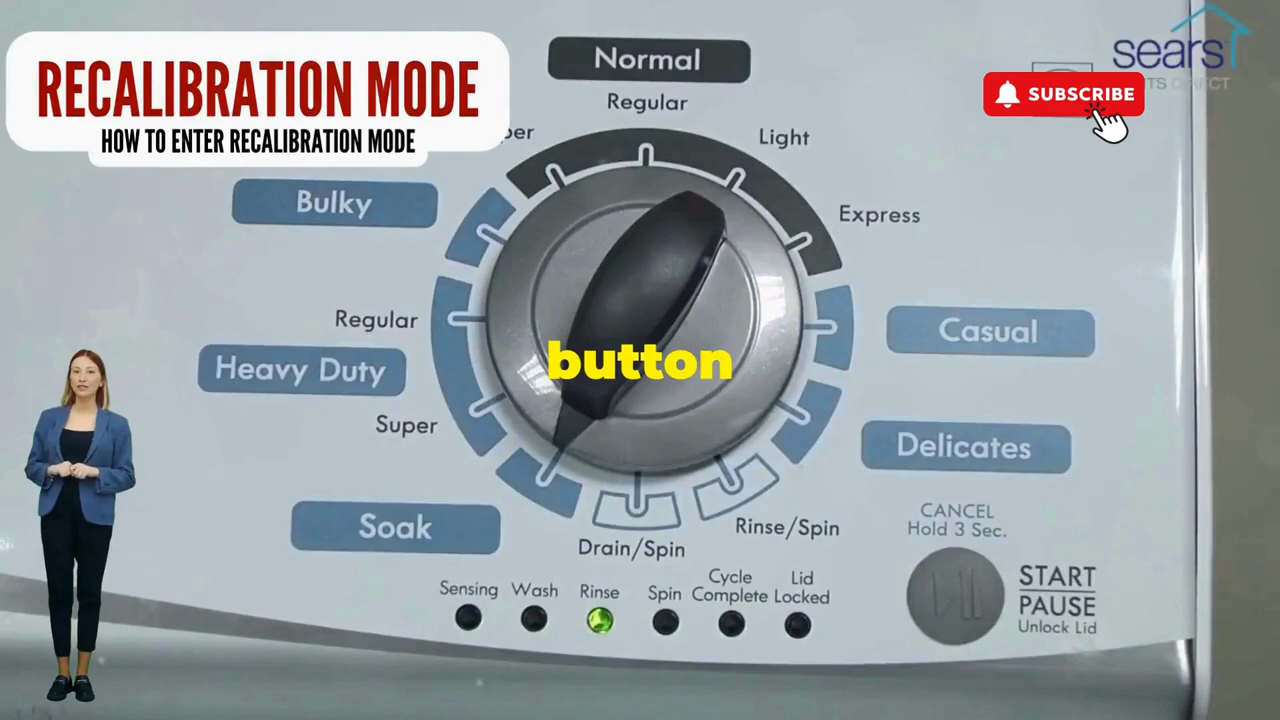 RECALIBRATION MODE
HOW TO ENTER RECALIBRATION MODE
sears
DIRECT
SUBSCRIBE
Normal
Regular
Light
Express
Bulky
Regular
Heavy Duty
Super
Casual
Delicates
button
Soak
Drain/Spin
Rinse/Spin
CANCEL
Hold 3 Sec.
START
PAUSE
Unlock Lid
Sensing
Wash
Rinse
Spin
Cycle
Complete
Lid
Locked